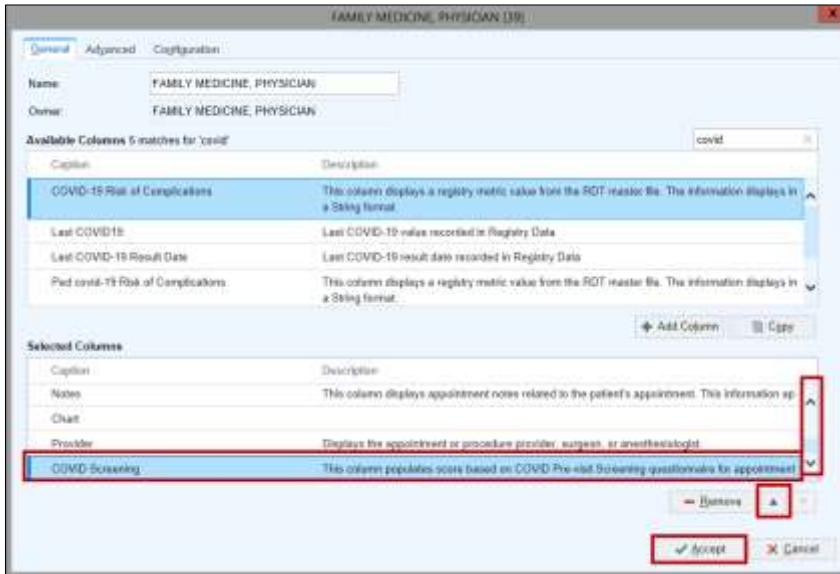 FAMILY MEDICINE, PHYSICIAN [39]
General Advanced Configuration
Name: FAMILY MEDICINE, PHYSICIAN
Owner: FAMILY MEDICINE, PHYSICIAN
Available Columns 5 matches for 'covid' covid
Caption Description
COVID-19 Risk of Complications This column displays a registry metric value from the RDT master file. The information displays in
a String format.
Last COVID19 Last COVID-19 value recorded in Registry Data
Last COVID-19 Result Date Last COVID-19 result date recorded in Registry Data
Ped covid-19 Risk of Complications This column displays a registry metric value from the RDT master file. The information displays in
a String format.
Add Column Copy
Selected Columns
Caption Description
Notes This column displays appointment notes related to the patient's appointment. This information ap
Chart
Provider Displays the appointment or procedure provider, surgeon, or anesthesiologist.
COVID Screening This column populates score based on COVID Pre-visit Screening questionnaire for appointment
Remove
Accept Cancel